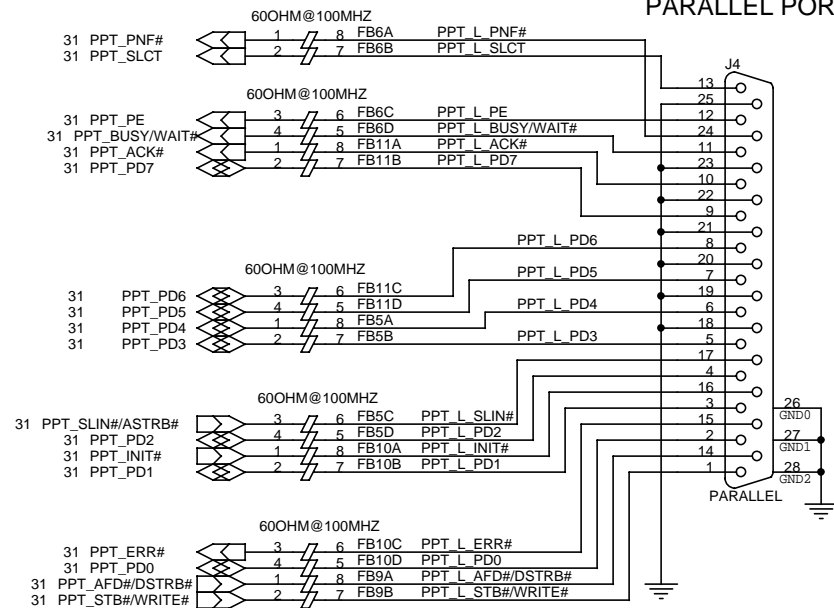 PARALLEL POR
60OHM@100MHZ
31 PPT_PNF# 1 8 FB6A PPT_L_PNF#
31 PPT_SLCT 2 7 FB6B PPT_L_SLCT
J4
13
25
60OHM@100MHZ
31 PPT_PE 3 6 FB6C PPT_L_PE 12
31 PPT_BUSY/WAIT# 4 5 FB6D PPT_L_BUSY/WAIT# 24
31 PPT_ACK# 1 8 FB11A PPT_L_ACK# 11
31 PPT_PD7 2 7 FB11B PPT_L_PD7 23
10
22
9
21
PPT_L_PD6 8
20
60OHM@100MHZ
PPT_L_PD5 7
31 PPT_PD6 3 6 FB11C 19
31 PPT_PD5 4 5 FB11D PPT_L_PD4 6
31 PPT_PD4 1 8 FB5A 18
31 PPT_PD3 2 7 FB5B PPT_L_PD3 5
17
4
16
60OHM@100MHZ
3 26
GND0
31 PPT_SLIN#/ASTRB# 3 6 FB5C PPT_L_SLIN# 15
31 PPT_PD2 4 5 FB5D PPT_L_PD2 2 27
GND1
31 PPT_INIT# 1 8 FB10A PPT_L_INIT# 14
31 PPT_PD1 2 7 FB10B PPT_L_PD1 1 28
GND2
PARALLEL
60OHM@100MHZ
31 PPT_ERR# 3 6 FB10C PPT_L_ERR#
31 PPT_PD0 4 5 FB10D PPT_L_PD0
31 PPT_AFD#/DSTRB# 1 8 FB9A PPT_L_AFD#/DSTRB#
31 PPT_STB#/WRITE# 2 7 FB9B PPT_L_STB#/WRITE#